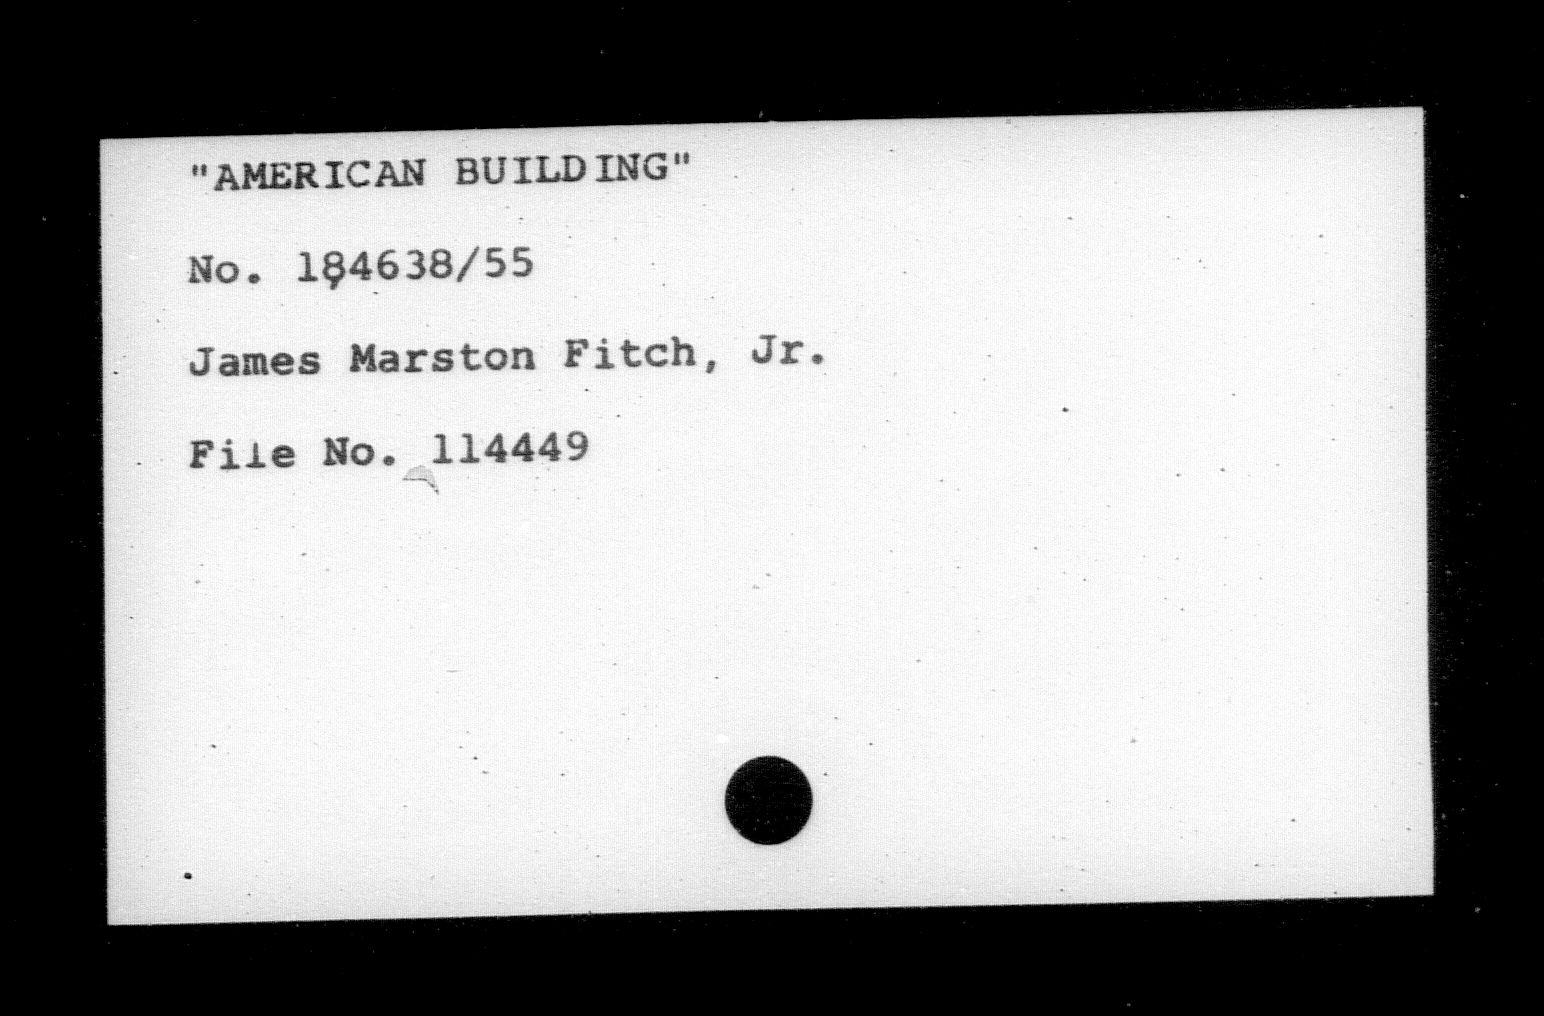 "AMERICAN BUILDING"
No. 184638/55
James Marston Fitch, Jr.
File No. 114449